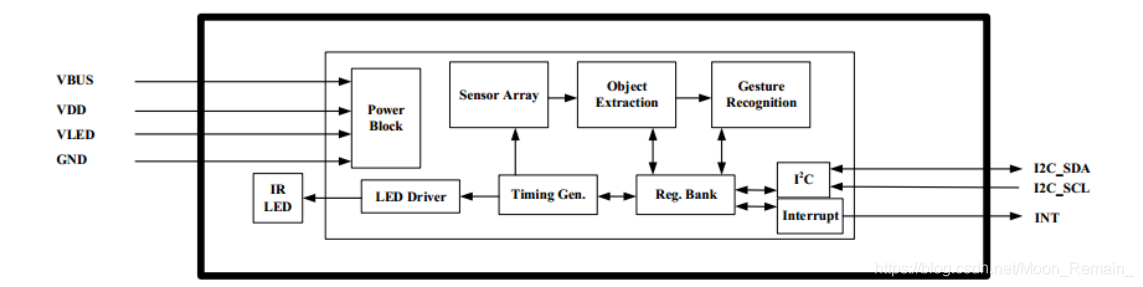 VBUS
VDD
VLED
GND
Power
Block
Sensor Array
Object
Extraction
Gesture
Recognition
IR
LED
LED Driver
Timing Gen.
Reg. Bank
I²C
Interrupt
I2C_SDA
I2C_SCL
INT
https://blog.csdn.net/Moon_Remain_